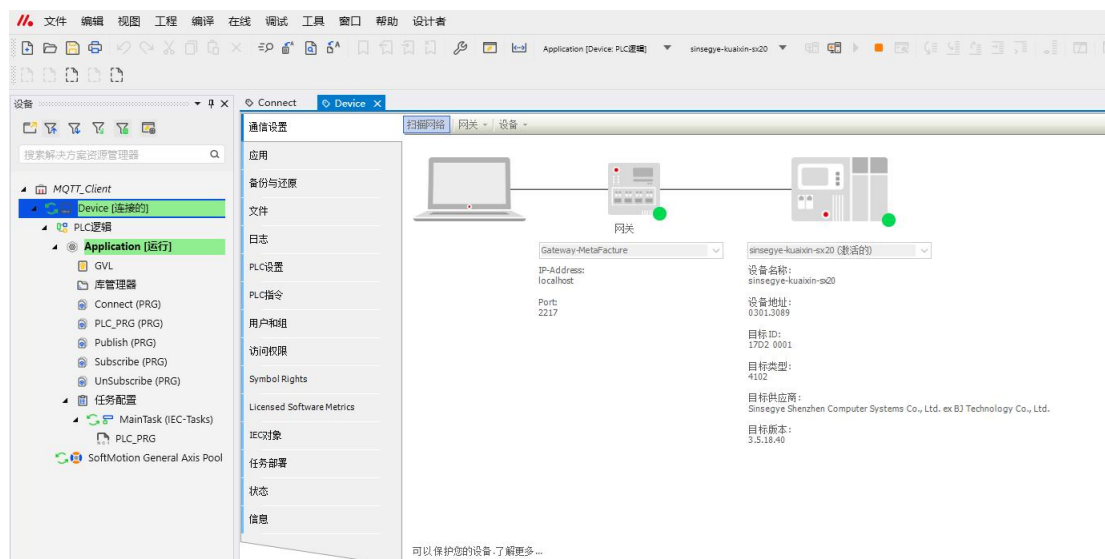 文件 编辑 视图 工程 编译 在线 调试 工具 窗口 帮助 设计者
Application [Device: PLC逻辑] sinsegye-kuaixin-sx20
设备
Connect Device
搜索解决方案资源管理器
MQTT_Client
Device [连接的]
PLC逻辑
Application [运行]
GVL
库管理器
Connect (PRG)
PLC_PRG (PRG)
Publish (PRG)
Subscribe (PRG)
UnSubscribe (PRG)
任务配置
MainTask (IEC-Tasks)
PLC_PRG
SoftMotion General Axis Pool
通信设置
应用
备份与还原
文件
日志
PLC设置
PLC指令
用户和组
访问权限
Symbol Rights
Licensed Software Metrics
IEC对象
任务部署
状态
信息
扫描网络 网关 设备
网关
Gateway-MetaFacture
IP-Address:
localhost
Port:
2217
sinsegye-kuaixin-sx20 (激活的)
设备名称:
sinsegye-kuaixin-sx20
设备地址:
0301.3089
目标ID:
17D2 0001
目标类型:
4102
目标供应商:
Sinsegye Shenzhen Computer Systems Co., Ltd. ex BJ Technology Co., Ltd.
目标版本:
3.5.18.40
可以保护您的设备.了解更多...